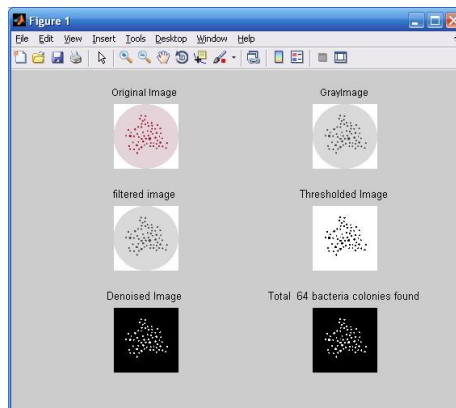 Figure 1
File Edit View Insert Tools Desktop Window Help
Original Image
GrayImage
filtered image
Thresholded Image
Denoised Image
Total 64 bacteria colonies found